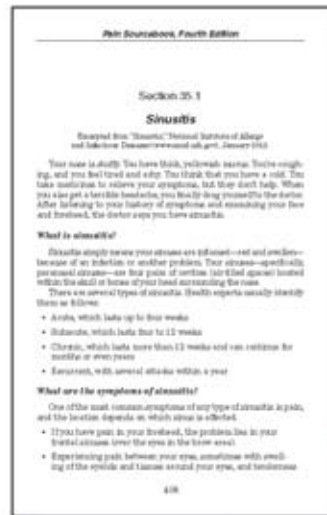 Pain Sourcebook, Fourth Edition
Section 35.1
Sinusitis
Excerpted from "Sinusitis," National Institute of Allergy
and Infectious Diseases January 2012
Your nose is stuffy. You have thick, yellowish mucus. You're cough-
ing, and you feel tired and achy. You think that you have a cold. You
take medicines to relieve your symptoms, but they don't help. When
you also get a terrible headache, you finally drag yourself to the doctor.
After listening to your history of symptoms and examining your face
and forehead, the doctor says you have sinusitis.
What is sinusitis?
Sinusitis simply means your sinuses are inflamed—red and swollen—
because of an infection or another problem. Your sinuses—specifically,
paranasal sinuses—are four pairs of cavities (air-filled spaces) located
within the skull or bones of your head surrounding the nose.
There are several types of sinusitis. Health experts usually identify
them as follows:
• Acute, which lasts up to four weeks
• Subacute, which lasts four to 12 weeks
• Chronic, which lasts more than 12 weeks and can continue for
months or even years
• Recurrent, with several attacks within a year
What are the symptoms of sinusitis?
One of the most common symptoms of any type of sinusitis is pain,
and the location depends on which sinus is affected.
• If you have pain in your forehead, the problem lies in your
frontal sinuses (over the eyes in the brow area).
• Experiencing pain between your eyes, sometimes with swell-
ing of the eyelids and tissues around your eyes, and tenderness